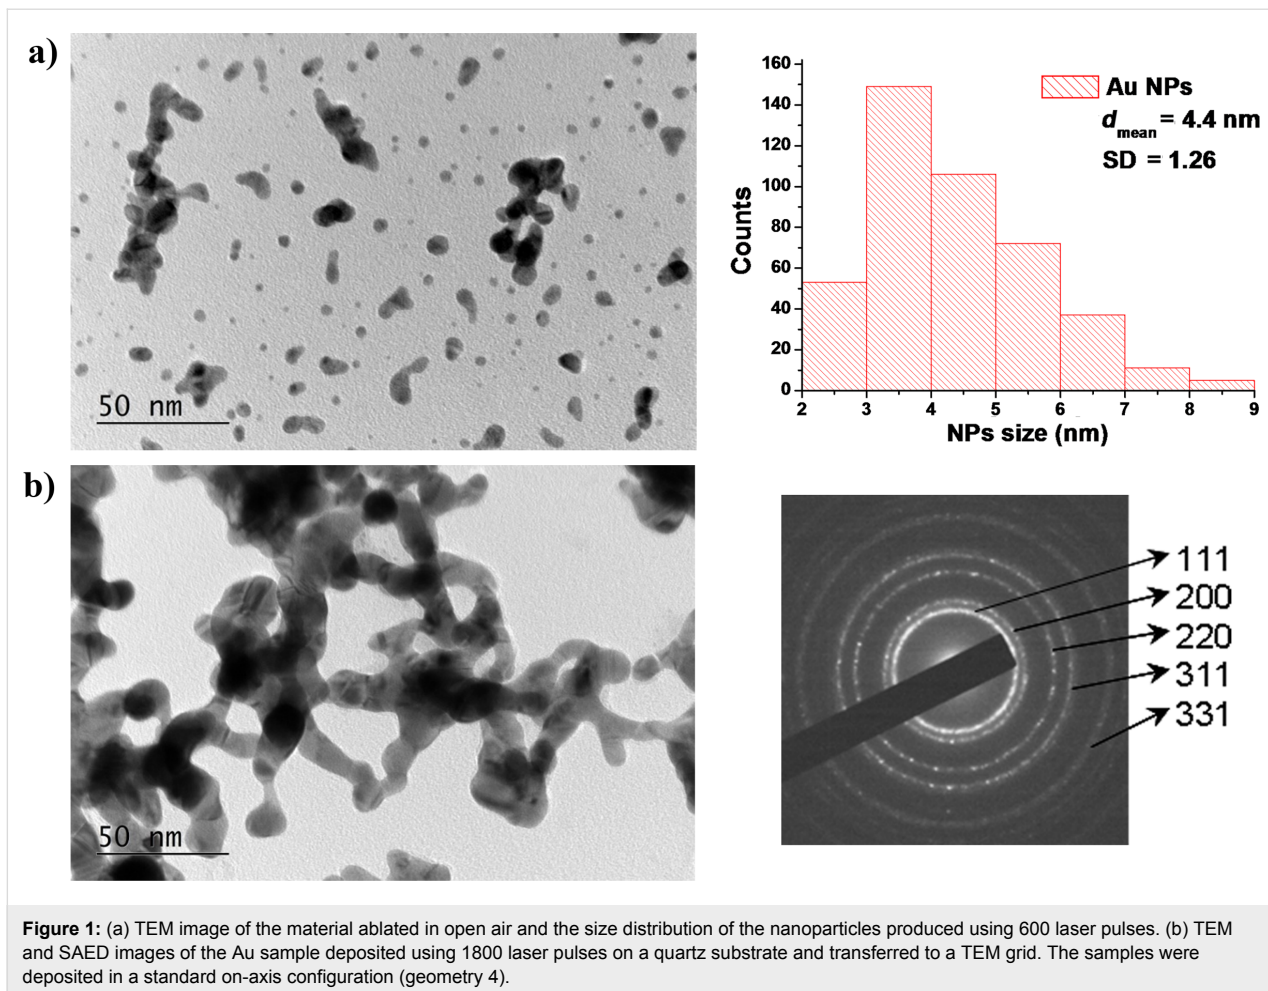 a)
50 nm
160
140
120
100
80
60
40
20
0
Counts
2 3 4 5 6 7 8 9
NPs size (nm)
Au NPs
dmean = 4.4 nm
SD = 1.26
b)
50 nm
111
200
220
311
331
Figure 1: (a) TEM image of the material ablated in open air and the size distribution of the nanoparticles produced using 600 laser pulses. (b) TEM
and SAED images of the Au sample deposited using 1800 laser pulses on a quartz substrate and transferred to a TEM grid. The samples were
deposited in a standard on-axis configuration (geometry 4).